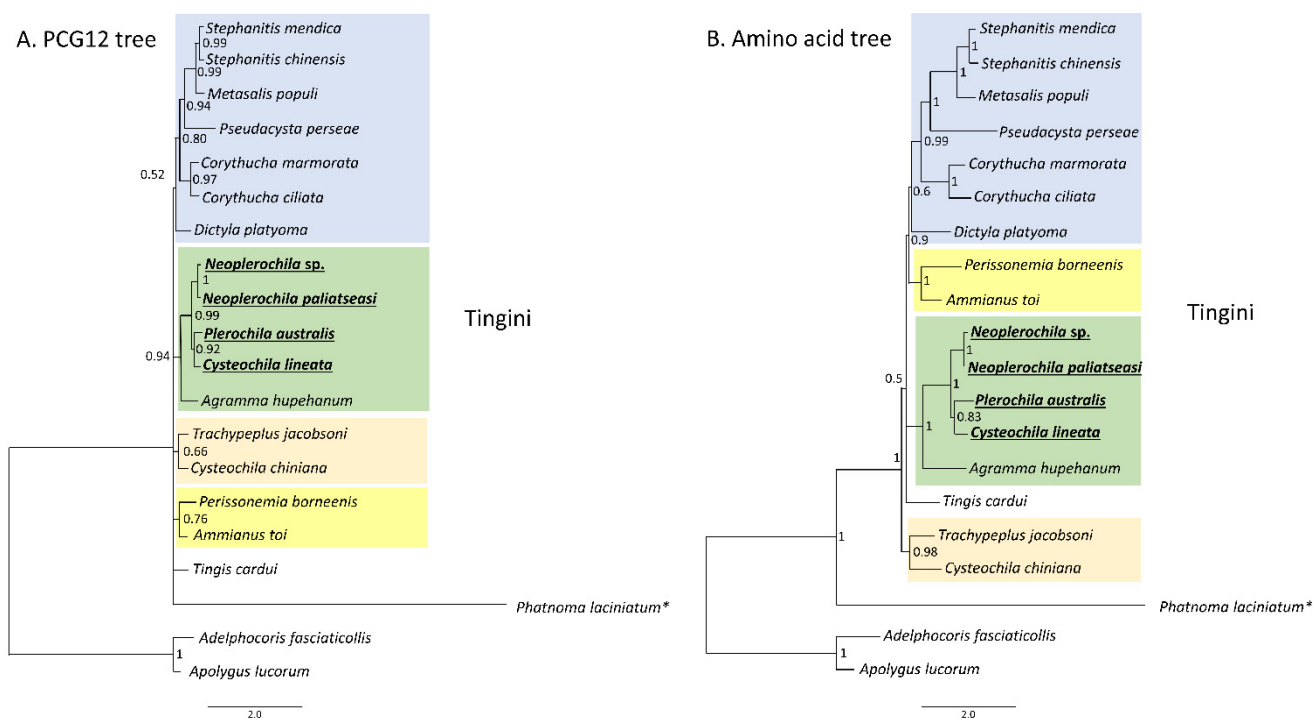 A. PCG12 tree
Stephanitis mendica
0.99
Stephanitis chinensis
0.99
Metasalis populi
0.94
Pseudacysta perseae
0.80
Corythucha marmorata
0.97
Corythucha ciliata
0.52
Dictyla platyoma
Neoplerochila sp.
1
Neoplerochila paliatseasi
0.99
Plerochila australis
0.92
Cysteochila lineata
0.94
Agramma hupehanum
Trachypeplus jacobsoni
0.66
Cysteochila chiniana
Perissonemia borneenis
0.76
Ammianus toi
Tingis cardui
Phatnoma laciniatum*
Adelphocoris fasciaticollis
1
Apolygus lucorum
2.0
Tingini
B. Amino acid tree
Stephanitis mendica
1
Stephanitis chinensis
1
Metasalis populi
1
Pseudacysta perseae
0.99
Corythucha marmorata
1
Corythucha ciliata
0.6
Dictyla platyoma
0.9
Perissonemia borneenis
1
Ammianus toi
Neoplerochila sp.
1
Neoplerochila paliatseasi
1
Plerochila australis
0.83
Cysteochila lineata
0.5
1
Agramma hupehanum
1
Tingis cardui
Trachypeplus jacobsoni
0.98
Cysteochila chiniana
1
Phatnoma laciniatum*
Adelphocoris fasciaticollis
1
Apolygus lucorum
2.0
Tingini